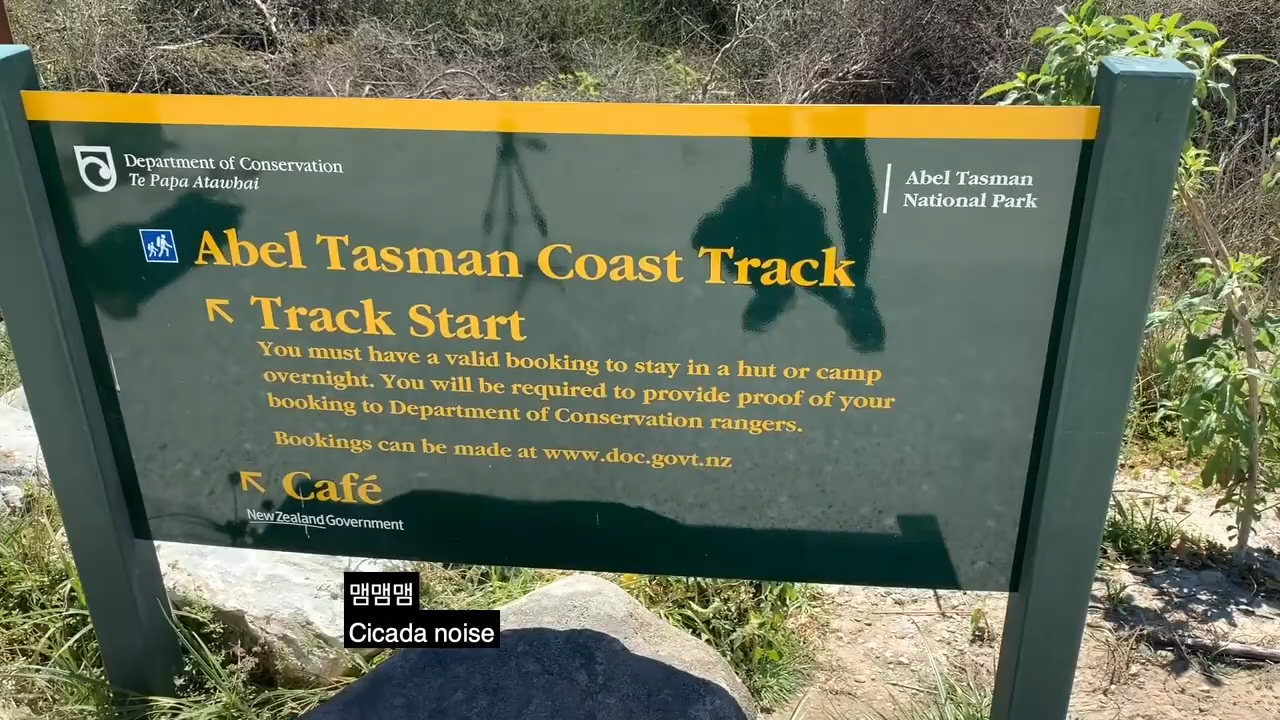 Department of Conservation
Te Papa Atawhai
Abel Tasman
National Park
Abel Tasman Coast Track
Track Start
You must have a valid booking to stay in a hut or camp
overnight. You will be required to provide proof of your
booking to Department of Conservation rangers.
Bookings can be made at www.doc.govt.nz
Café
New Zealand Government
맴맴맴
Cicada noise